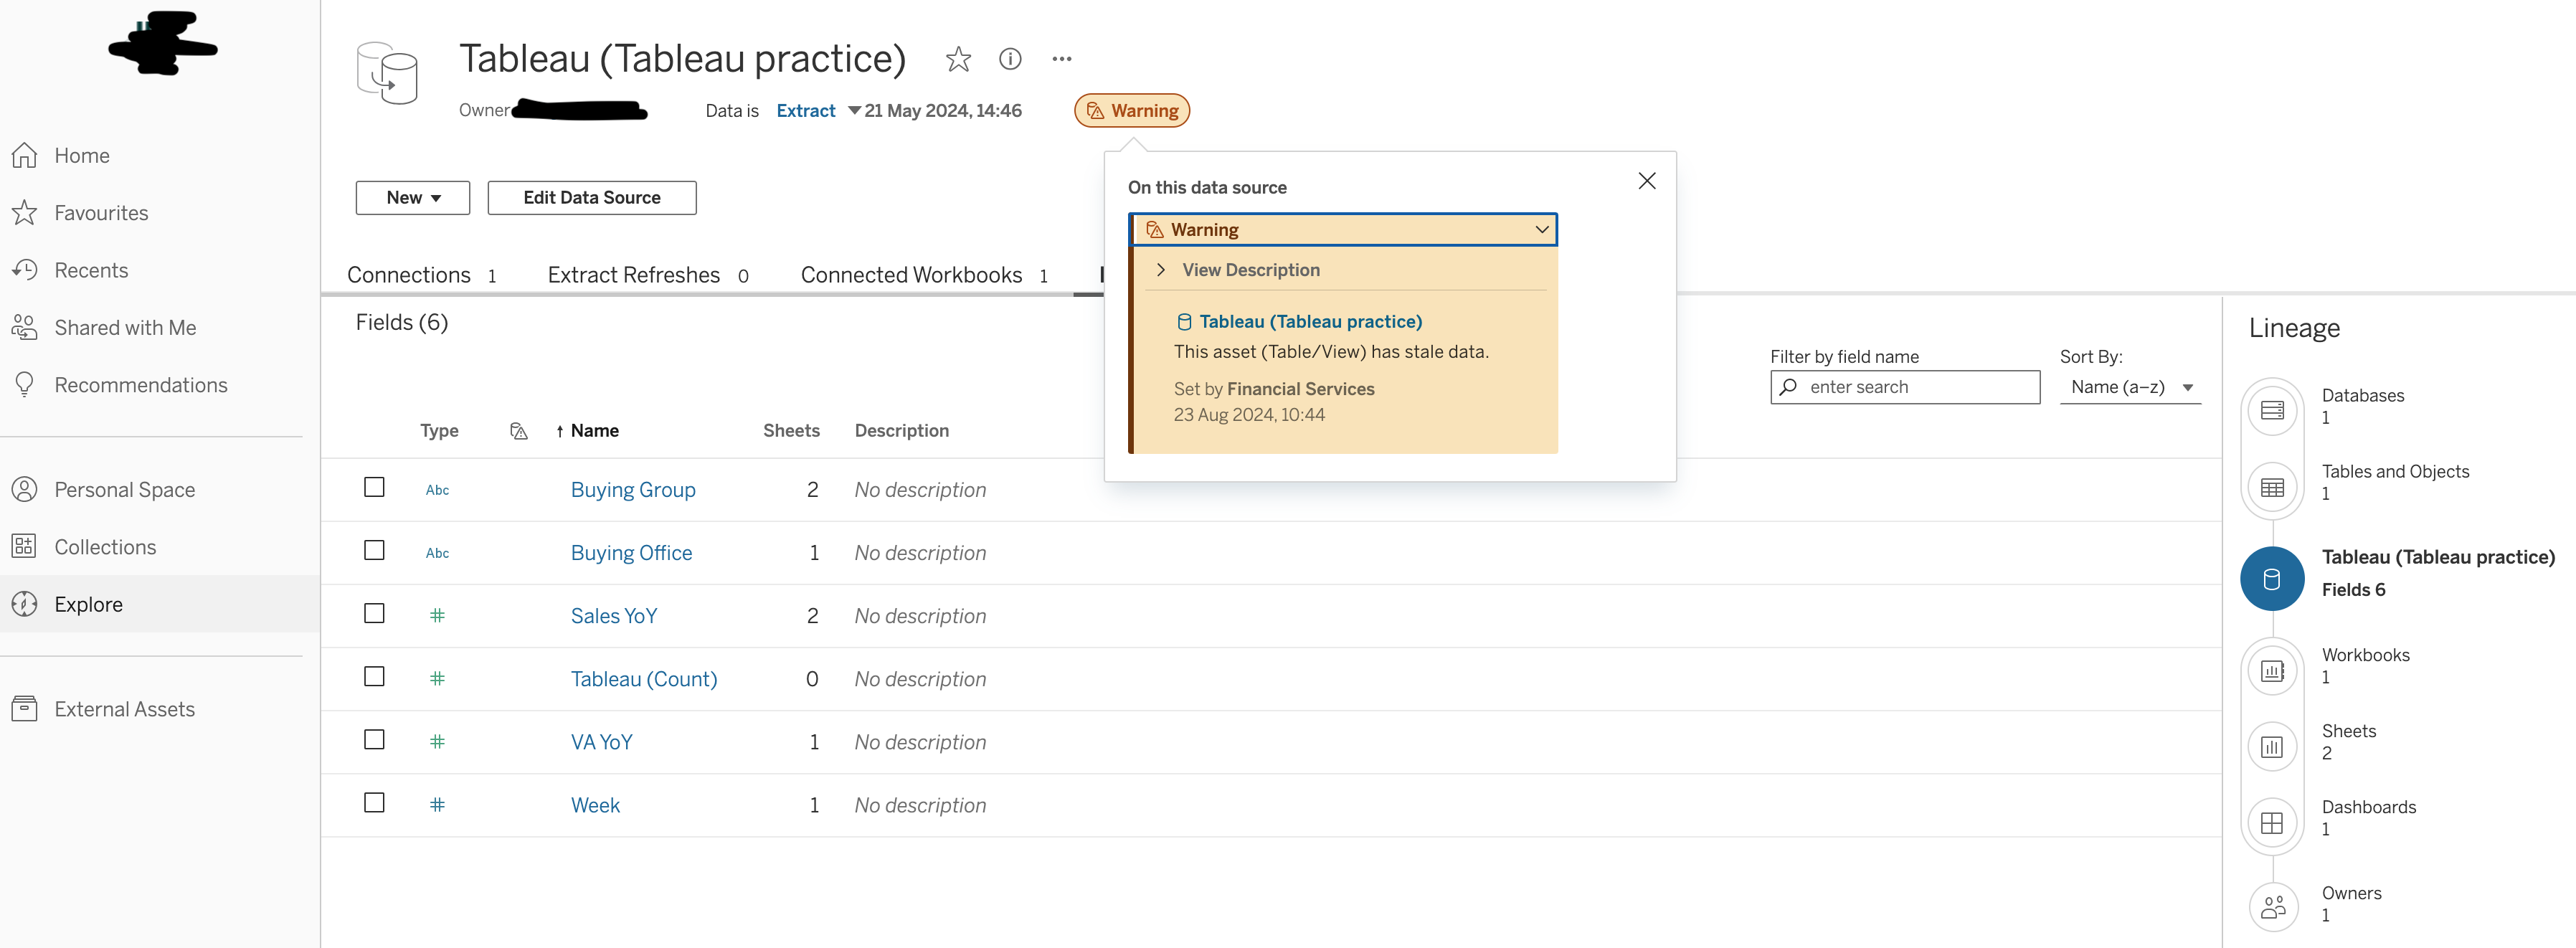 Tableau (Tableau practice)
Owner
Data is Extract 21 May 2024, 14:46
Warning
New
Edit Data Source
Home
Favourites
Recents
Shared with Me
Recommendations
Personal Space
Collections
Explore
External Assets
Connections 1
Extract Refreshes 0
Connected Workbooks 1
On this data source
Warning
View Description
Tableau (Tableau practice)
This asset (Table/View) has stale data.
Set by Financial Services
23 Aug 2024, 10:44
Fields (6)
Filter by field name
enter search
Sort By:
Name (a–z)
Type Name Sheets Description
Abc Buying Group 2 No description
Abc Buying Office 1 No description
# Sales YoY 2 No description
# Tableau (Count) 0 No description
# VA YoY 1 No description
# Week 1 No description
Lineage
Databases
1
Tables and Objects
1
Tableau (Tableau practice)
Fields 6
Workbooks
1
Sheets
2
Dashboards
1
Owners
1